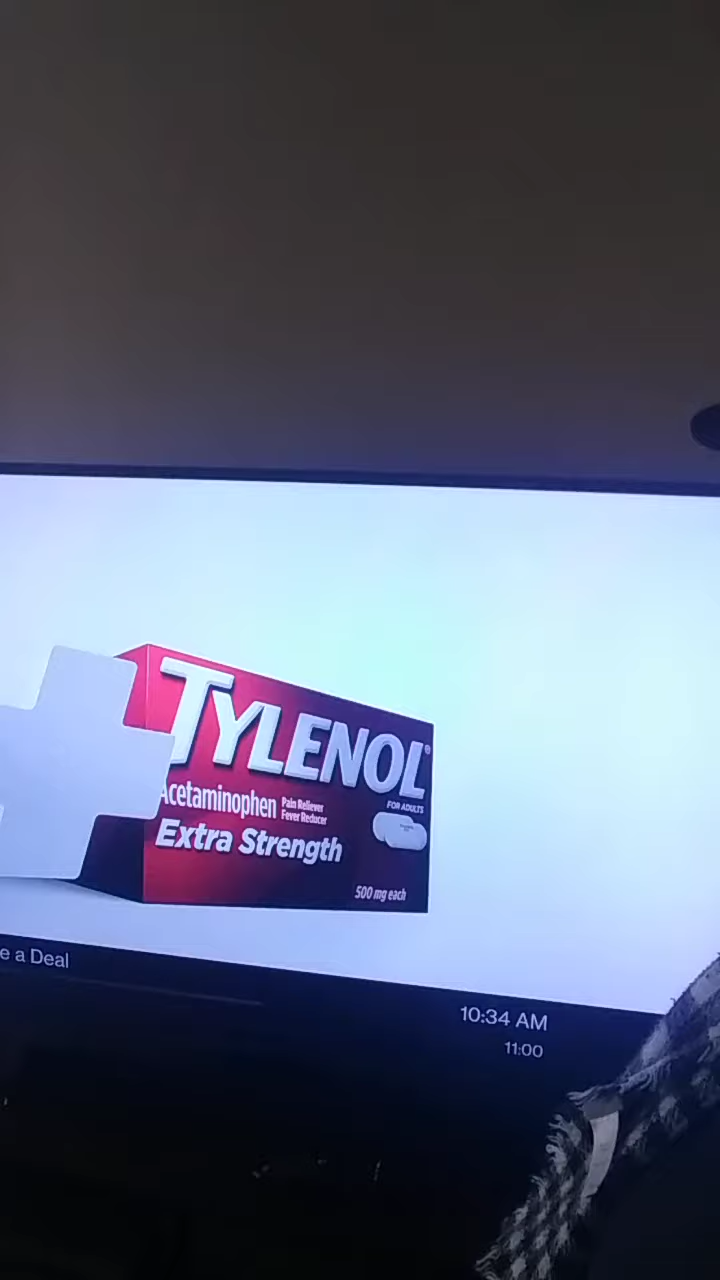 TYLENOL®
Acetaminophen Pain Reliever
Fever Reducer
FOR ADULTS
Extra Strength
500 mg each
e a Deal
10:34 AM
11:00